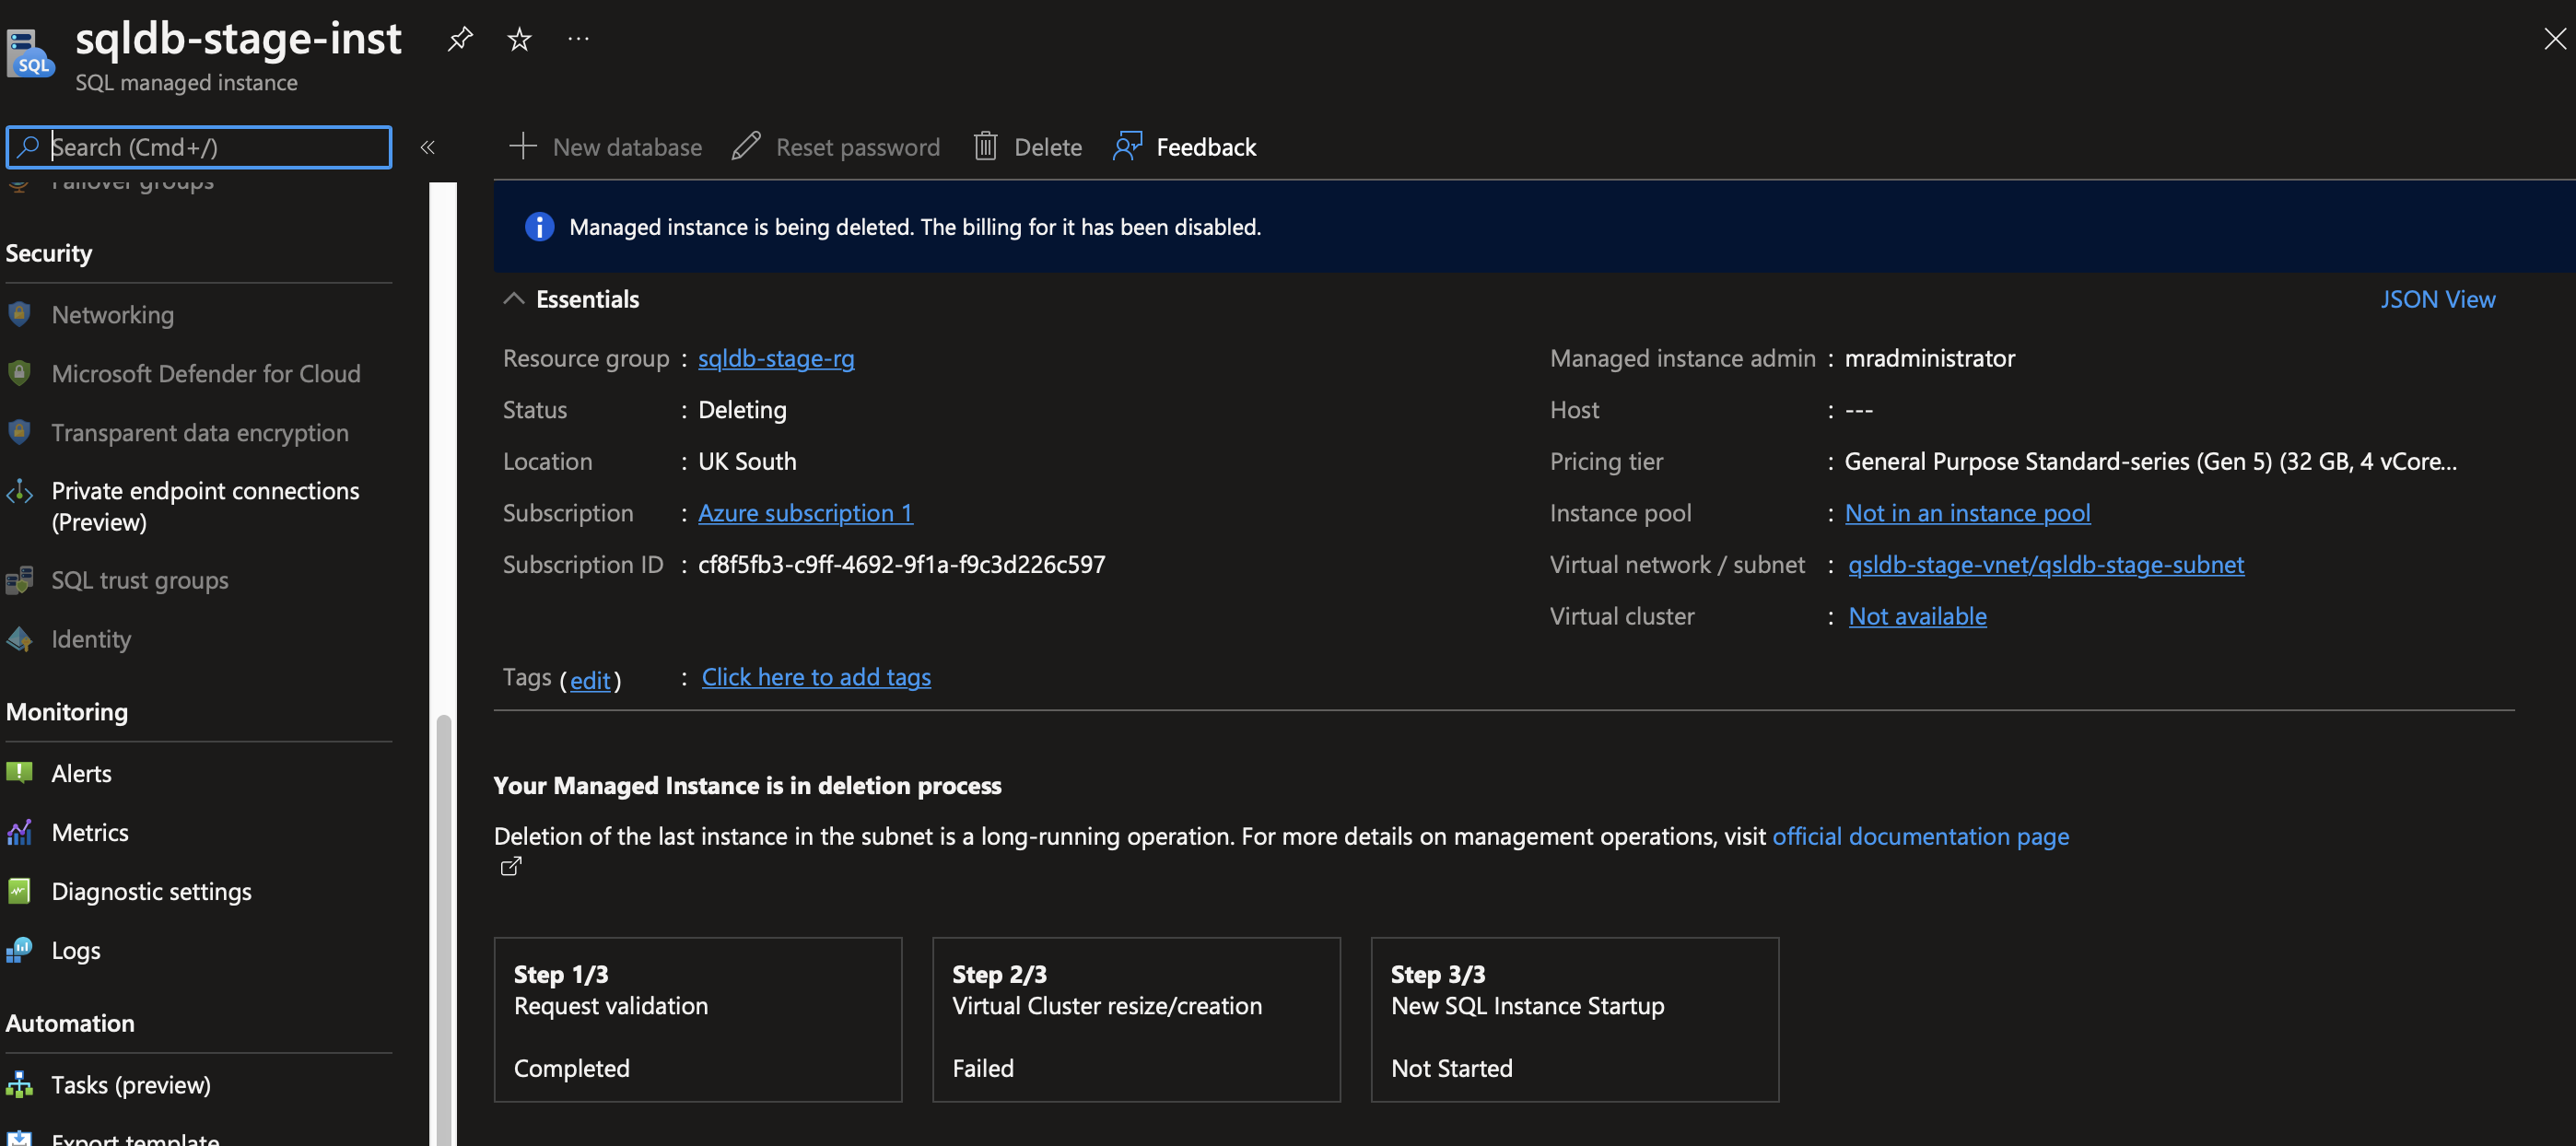 sqldb-stage-inst
SQL
SQL managed instance
Search (Cmd+/)
New database
Reset password
Delete
Feedback
Failover groups
Security
Networking
Microsoft Defender for Cloud
Transparent data encryption
Private endpoint connections
(Preview)
SQL trust groups
Identity
Monitoring
Alerts
Metrics
Diagnostic settings
Logs
Automation
Tasks (preview)
Export template
Managed instance is being deleted. The billing for it has been disabled.
Essentials
JSON View
Resource group : sqldb-stage-rg
Status : Deleting
Location : UK South
Subscription : Azure subscription 1
Subscription ID : cf8f5fb3-c9ff-4692-9f1a-f9c3d226c597
Managed instance admin : mradministrator
Host : ---
Pricing tier : General Purpose Standard-series (Gen 5) (32 GB, 4 vCore...
Instance pool : Not in an instance pool
Virtual network / subnet : qsldb-stage-vnet/qsldb-stage-subnet
Virtual cluster : Not available
Tags (edit) : Click here to add tags
Your Managed Instance is in deletion process
Deletion of the last instance in the subnet is a long-running operation. For more details on management operations, visit official documentation page
Step 1/3
Request validation
Completed
Step 2/3
Virtual Cluster resize/creation
Failed
Step 3/3
New SQL Instance Startup
Not Started